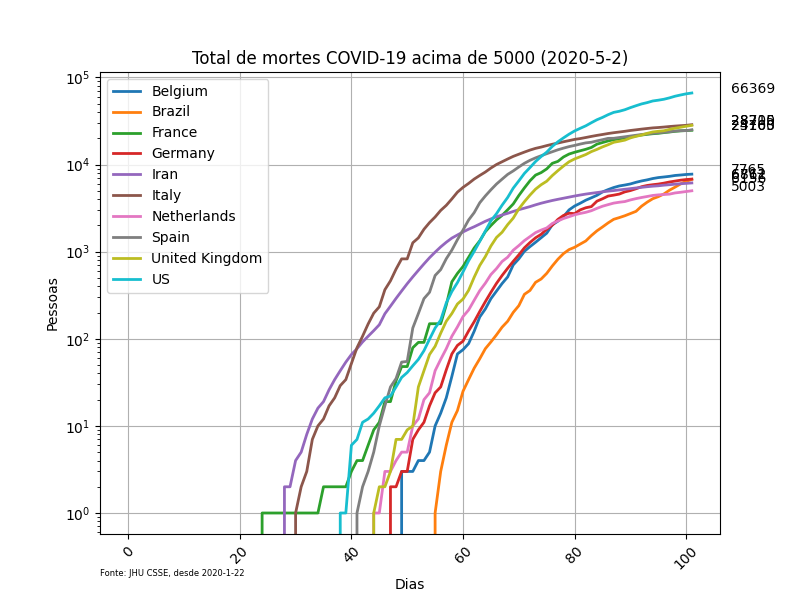 Total de mortes COVID-19 acima de 5000 (2020-5-2)
Pessoas
10^5
10^4
10^3
10^2
10^1
10^0
Belgium
Brazil
France
Germany
Iran
Italy
Netherlands
Spain
United Kingdom
US
66369
7765
5003
0
20
40
60
80
100
Dias
Fonte: JHU CSSE, desde 2020-1-22